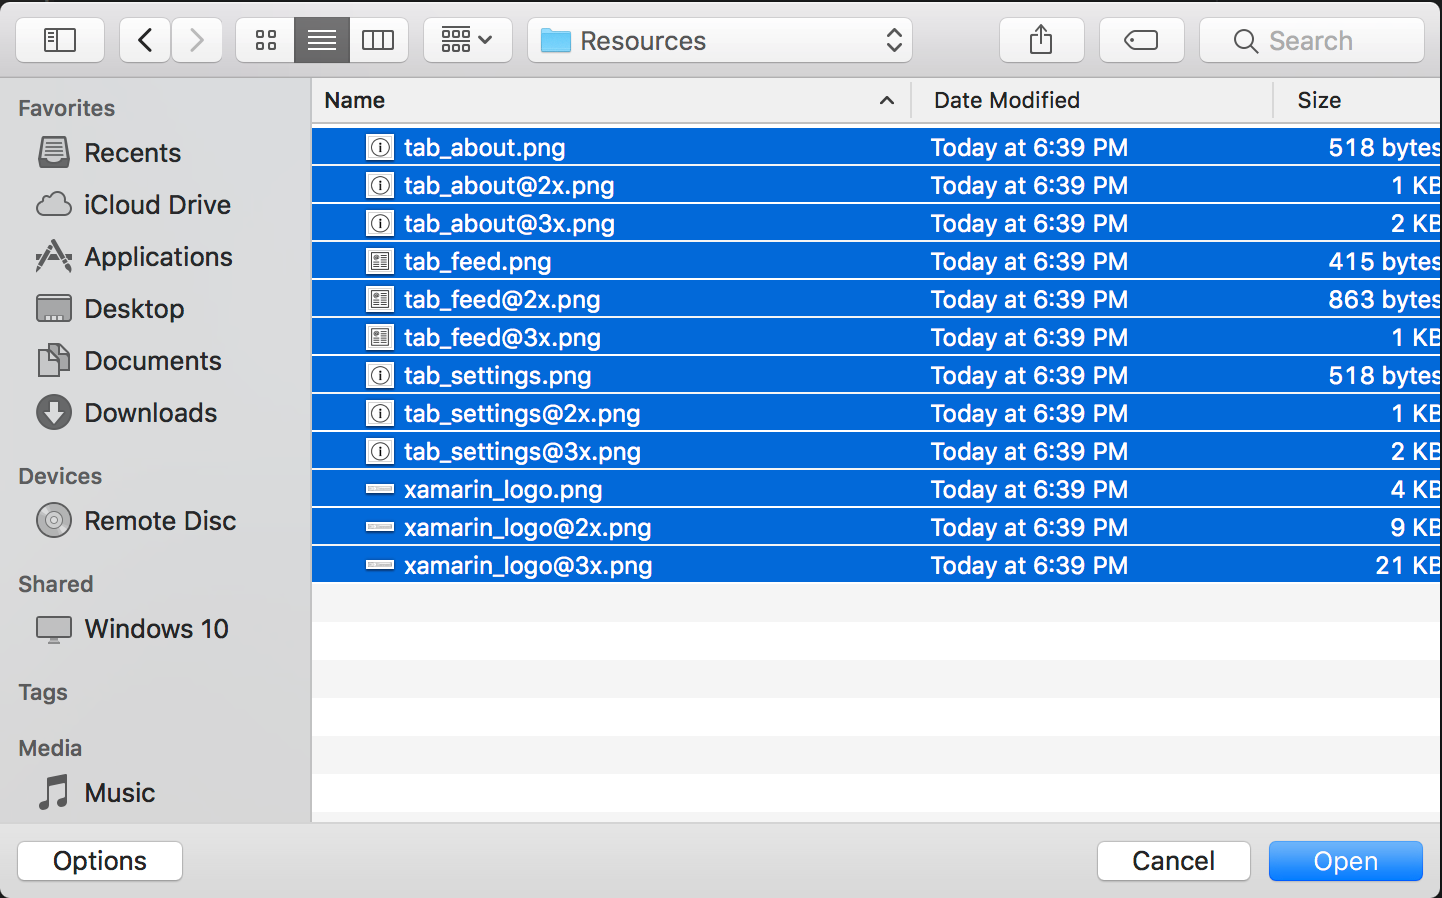 Resources
Search
Favorites
Recents
iCloud Drive
Applications
Desktop
Documents
Downloads
Devices
Remote Disc
Shared
Windows 10
Tags
Media
Music
Name Date Modified Size
tab_about.png Today at 6:39 PM 518 bytes
tab_about@2x.png Today at 6:39 PM 1 KB
tab_about@3x.png Today at 6:39 PM 2 KB
tab_feed.png Today at 6:39 PM 415 bytes
tab_feed@2x.png Today at 6:39 PM 863 bytes
tab_feed@3x.png Today at 6:39 PM 1 KB
tab_settings.png Today at 6:39 PM 518 bytes
tab_settings@2x.png Today at 6:39 PM 1 KB
tab_settings@3x.png Today at 6:39 PM 2 KB
xamarin_logo.png Today at 6:39 PM 4 KB
xamarin_logo@2x.png Today at 6:39 PM 9 KB
xamarin_logo@3x.png Today at 6:39 PM 21 KB
Options Cancel Open